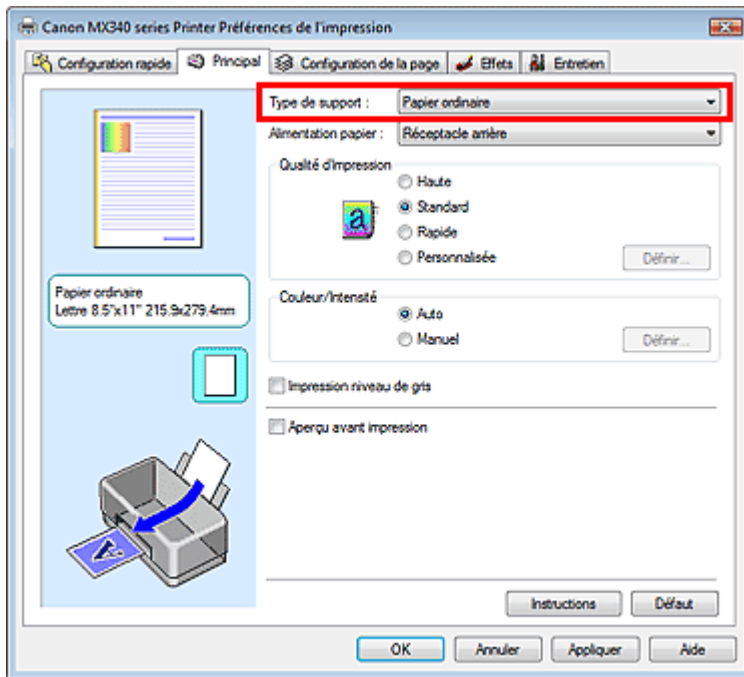 Canon MX340 series Printer Préférences de l'impression
Configuration rapide Principal Configuration de la page Effets Entretien
Type de support : Papier ordinaire
Alimentation papier : Réceptacle arrière
Qualité d'impression
Haute
Standard
Rapide
Personnalisée Définir...
Papier ordinaire
Lettre 8.5"x11" 215.9x279.4mm
Couleur/Intensité
Auto
Manuel Définir...
Impression niveau de gris
Aperçu avant impression
Instructions Défaut
OK Annuler Appliquer Aide